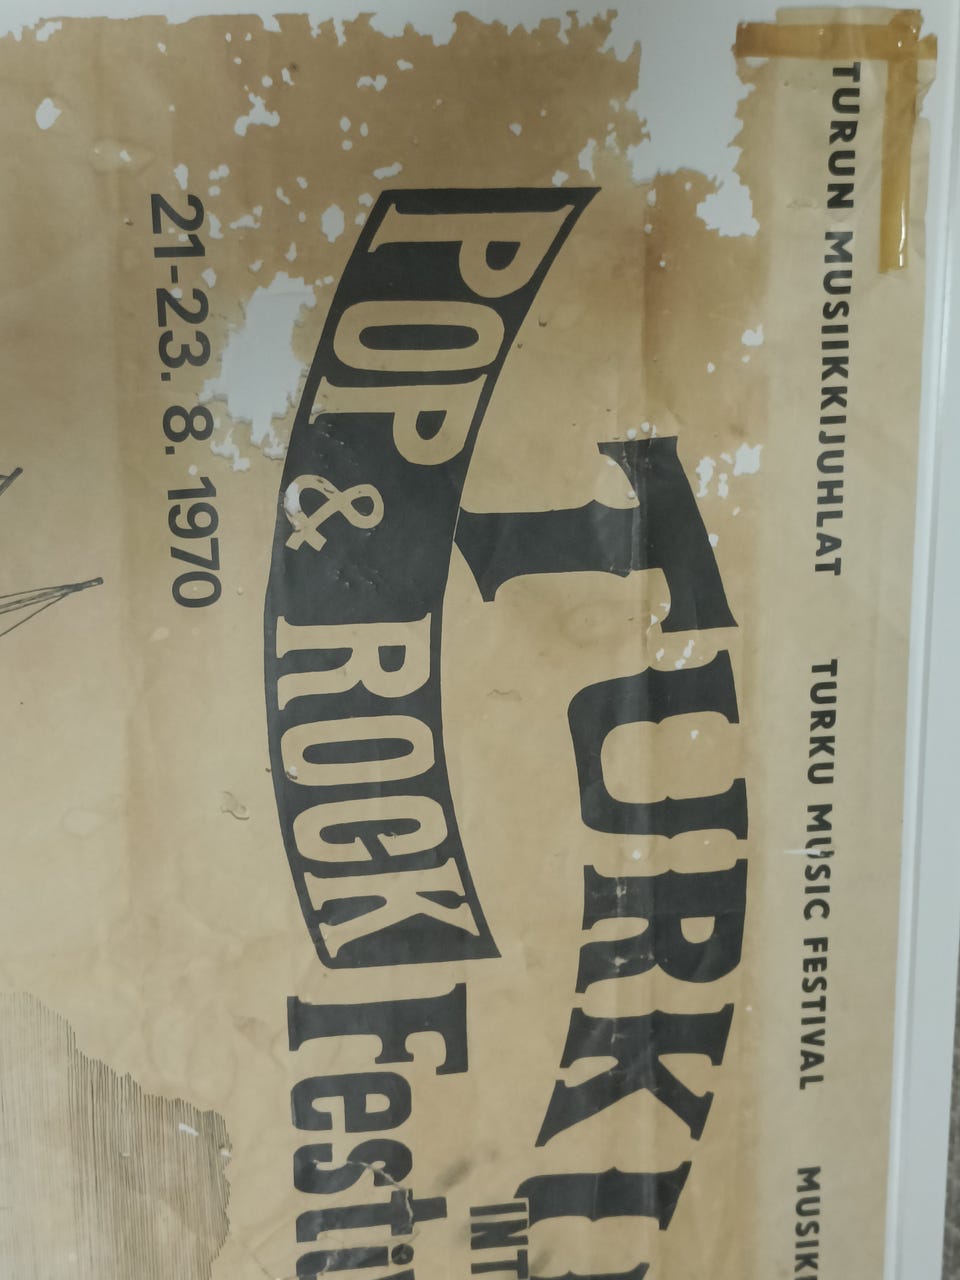 TURUN MUSIIKKIJUHLAT TURKU MUSIC FESTIVAL
TURKU
INT
POP & ROCK Festi
21-23. 8. 1970